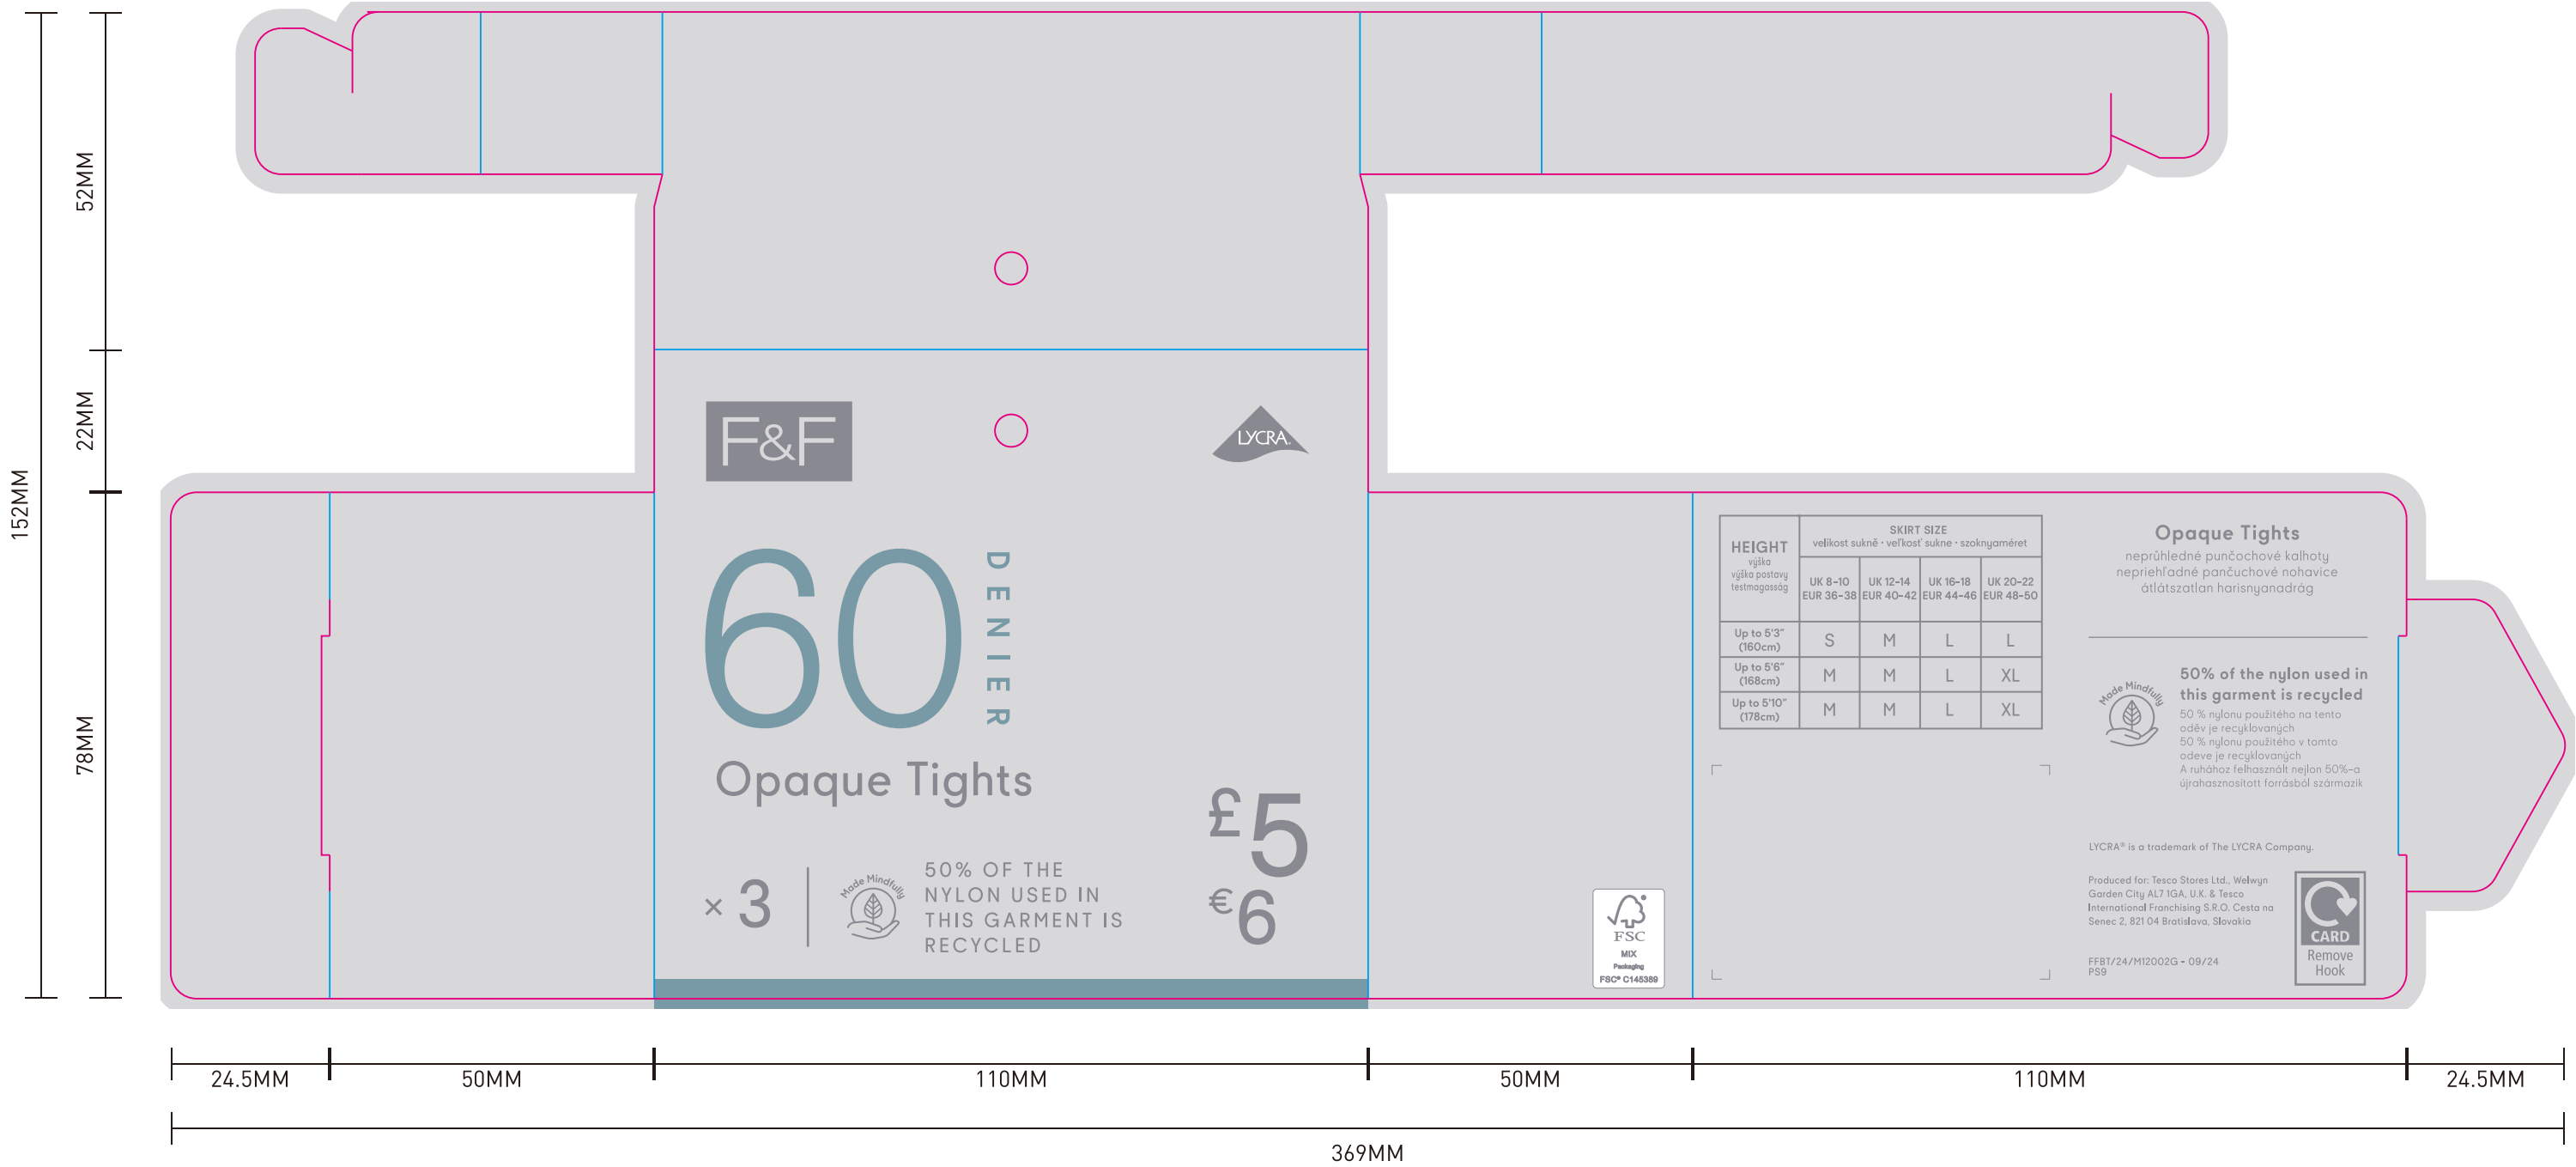 152MM
52MM
22MM
78MM
F&F
LYCRA®
60
DENIER
Opaque Tights
× 3
Made Mindfully
50% OF THE
NYLON USED IN
THIS GARMENT IS
RECYCLED
£5
€6
FSC
MIX
Packaging
FSC® C145389
HEIGHT
výška
výška postavy
testmagasság
SKIRT SIZE
velikost sukně • veľkosť sukne • szoknyaméret
UK 8-10 UK 12-14 UK 16-18 UK 20-22
EUR 36-38 EUR 40-42 EUR 44-46 EUR 48-50
Up to 5'3"
(160cm) S M L L
Up to 5'6"
(168cm) M M L XL
Up to 5'10"
(178cm) M M L XL
Opaque Tights
neprůhledné punčochové kalhoty
nepriehľadné pančuchové nohavice
átlátszatlan harisnyanadrág
Made Mindfully
50% of the nylon used in
this garment is recycled
50 % nylonu použitého na tento
oděv je recyklovaných
50 % nylonu použitého v tomto
odeve je recyklovaných
A ruhához felhasznált nejlon 50%-a
újrahasznosított forrásból származik
LYCRA® is a trademark of The LYCRA Company.
Produced for: Tesco Stores Ltd., Welwyn
Garden City AL7 1GA, U.K. & Tesco
International Franchising S.R.O. Cesta na
Senec 2, 821 04 Bratislava, Slovakia
FFBT/24/M12002G - 09/24
PS9
CARD
Remove
Hook
24.5MM 50MM 110MM 50MM 110MM 24.5MM
369MM